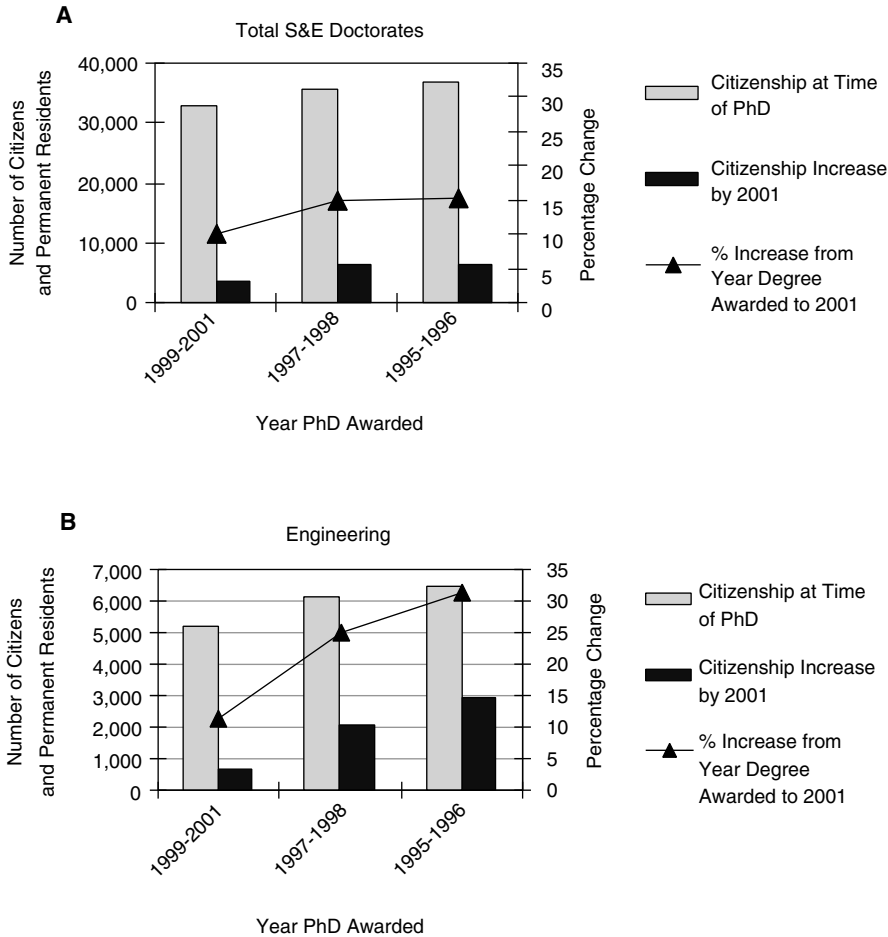 A
Total S&E Doctorates
Number of Citizens
and Permanent Residents
40,000
30,000
20,000
10,000
0
35
30
25
20
15
10
5
0
Percentage Change
1999-2001
1997-1998
1995-1996
Year PhD Awarded
Citizenship at Time
of PhD
Citizenship Increase
by 2001
% Increase from
Year Degree
Awarded to 2001
B
Engineering
Number of Citizens
and Permanent Residents
7,000
6,000
5,000
4,000
3,000
2,000
1,000
0
35
30
25
20
15
10
5
0
Percentage Change
1999-2001
1997-1998
1995-1996
Year PhD Awarded
Citizenship at Time
of PhD
Citizenship Increase
by 2001
% Increase from
Year Degree
Awarded to 2001